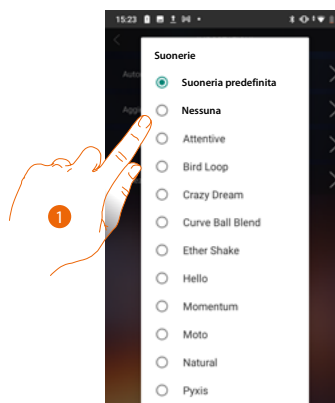 15:23
Suonerie
Suoneria predefinita
Nessuna
Attentive
Bird Loop
Crazy Dream
Curve Ball Blend
Ether Shake
Hello
Momentum
Moto
Natural
Pyxis
1